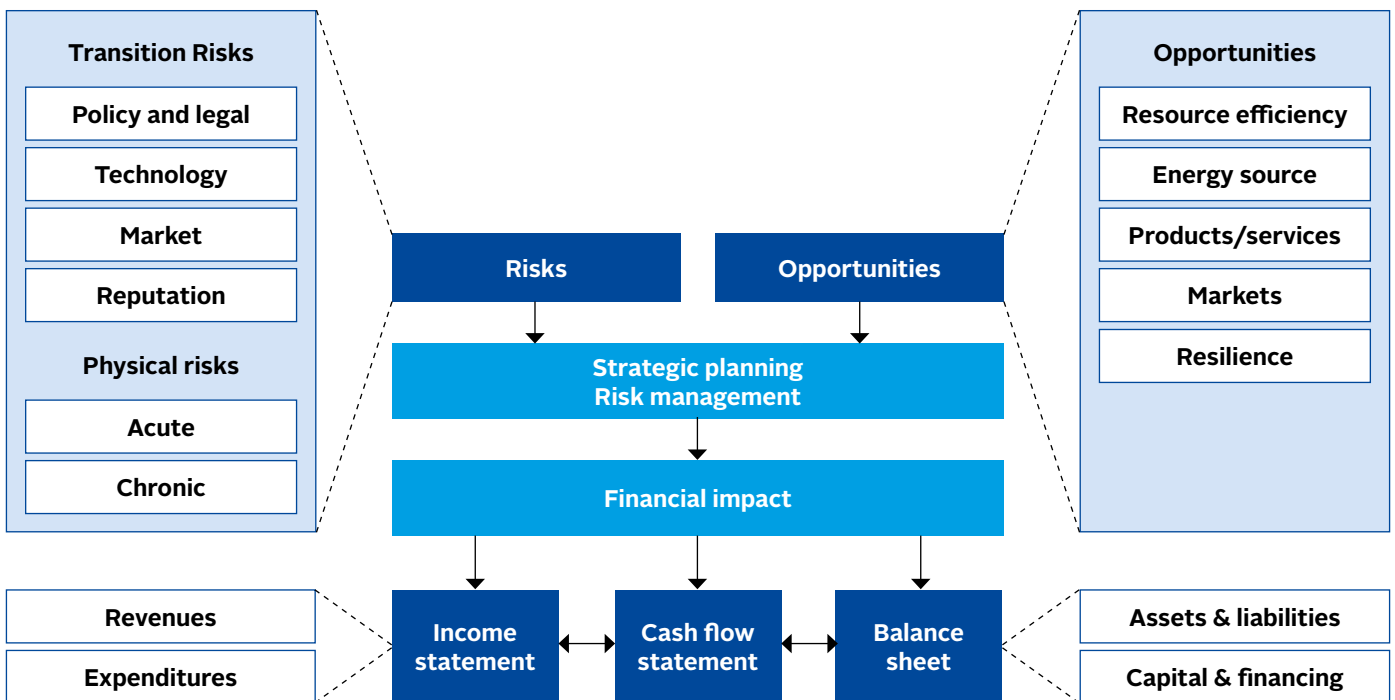 Transition Risks
Policy and legal
Technology
Market
Reputation
Physical risks
Acute
Chronic
Risks
Opportunities
Strategic planning
Risk management
Financial impact
Opportunities
Resource efficiency
Energy source
Products/services
Markets
Resilience
Revenues
Expenditures
Income
statement
Cash flow
statement
Balance
sheet
Assets & liabilities
Capital & financing